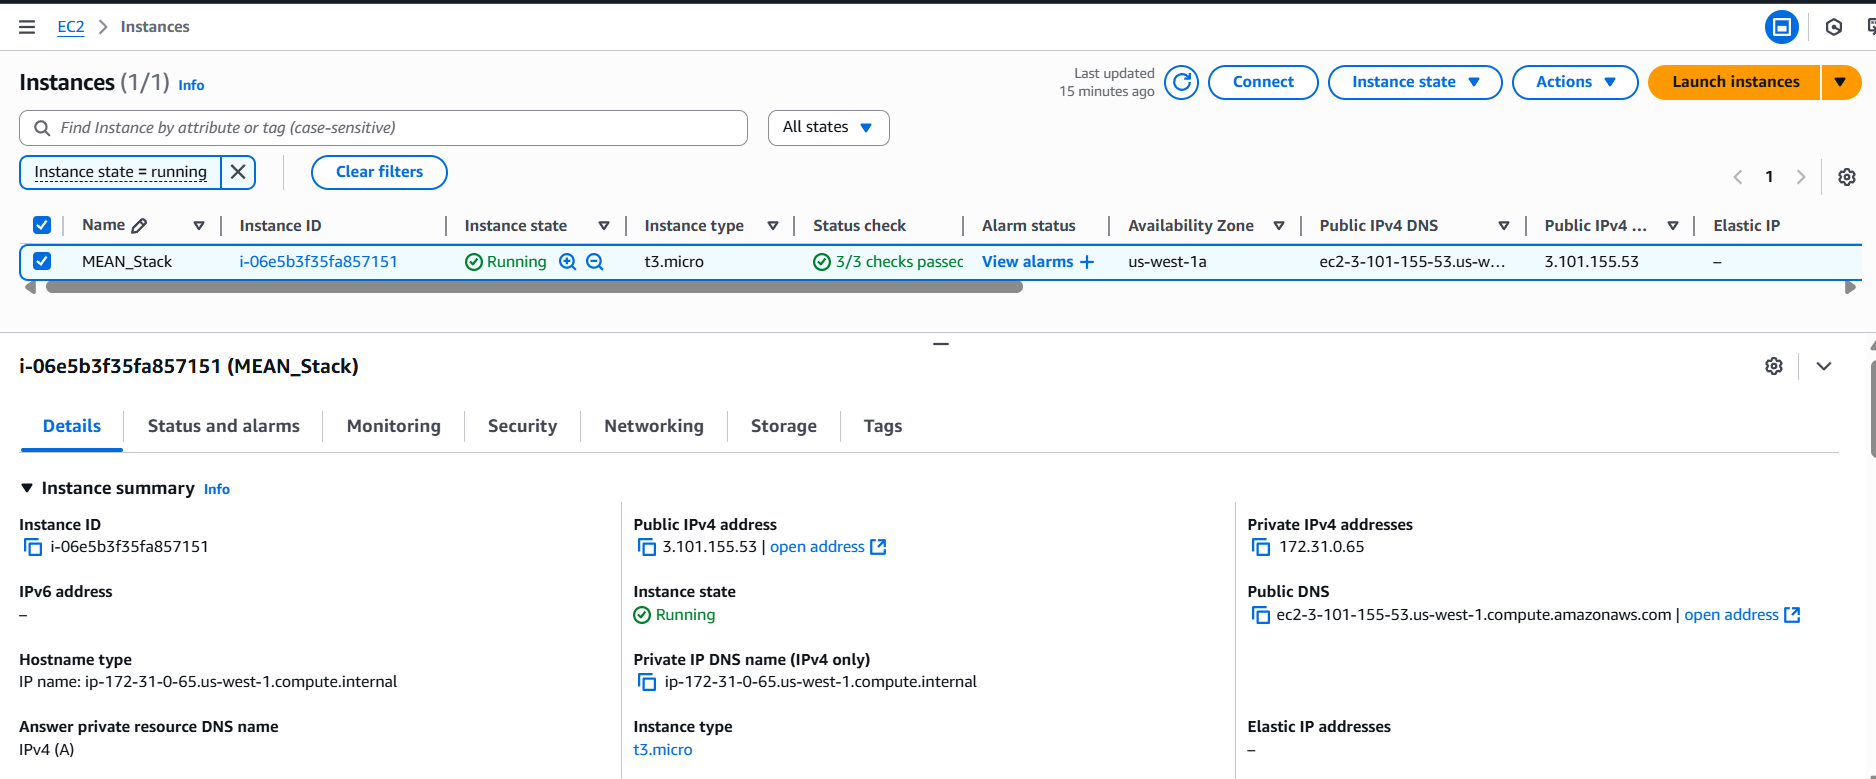 EC2 > Instances
Instances (1/1) Info
Last updated
15 minutes ago
Connect
Instance state
Actions
Launch instances
Find Instance by attribute or tag (case-sensitive)
All states
Instance state = running
Clear filters
1
Name Instance ID Instance state Instance type Status check Alarm status Availability Zone Public IPv4 DNS Public IPv4 ... Elastic IP
MEAN_Stack i-06e5b3f35fa857151 Running t3.micro 3/3 checks passec View alarms + us-west-1a ec2-3-101-155-53.us-w... 3.101.155.53 –
i-06e5b3f35fa857151 (MEAN_Stack)
Details Status and alarms Monitoring Security Networking Storage Tags
Instance summary Info
Instance ID
i-06e5b3f35fa857151
Public IPv4 address
3.101.155.53 | open address
Private IPv4 addresses
172.31.0.65
IPv6 address
–
Instance state
Running
Public DNS
ec2-3-101-155-53.us-west-1.compute.amazonaws.com | open address
Hostname type
IP name: ip-172-31-0-65.us-west-1.compute.internal
Private IP DNS name (IPv4 only)
ip-172-31-0-65.us-west-1.compute.internal
Answer private resource DNS name
IPv4 (A)
Instance type
t3.micro
Elastic IP addresses
–